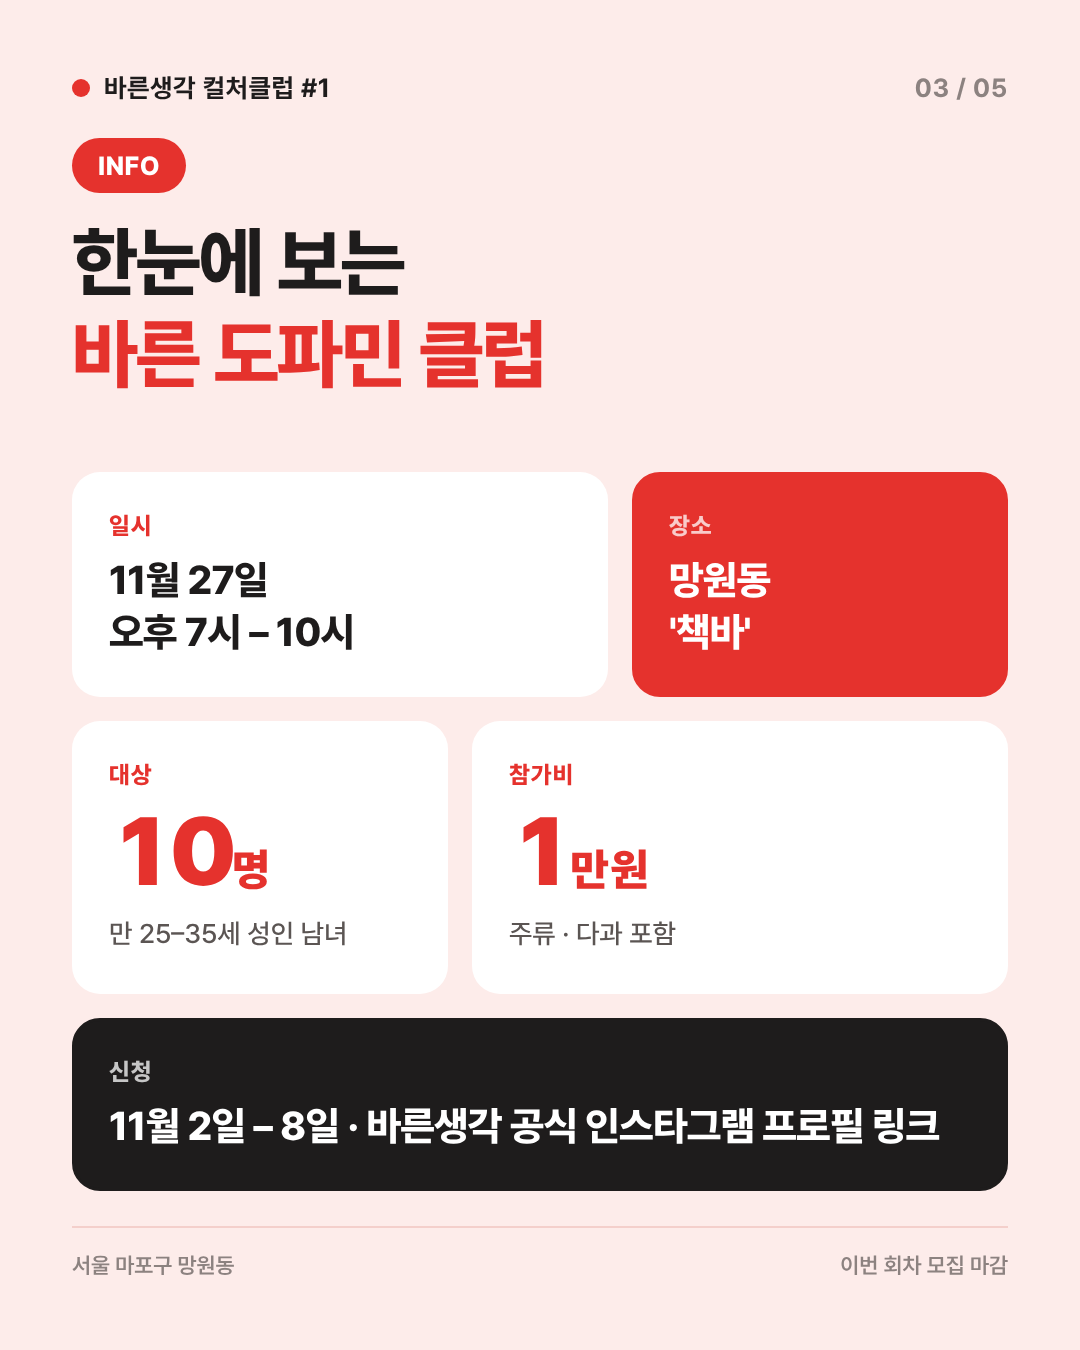 바른생각 컬처클럽 #1
03 / 05
INFO
한눈에 보는
바른 도파민 클럽
일시
11월 27일
오후 7시 – 10시
장소
망원동
'책바'
대상
10명
만 25–35세 성인 남녀
참가비
1만원
주류 · 다과 포함
신청
11월 2일 – 8일 · 바른생각 공식 인스타그램 프로필 링크
서울 마포구 망원동
이번 회차 모집 마감